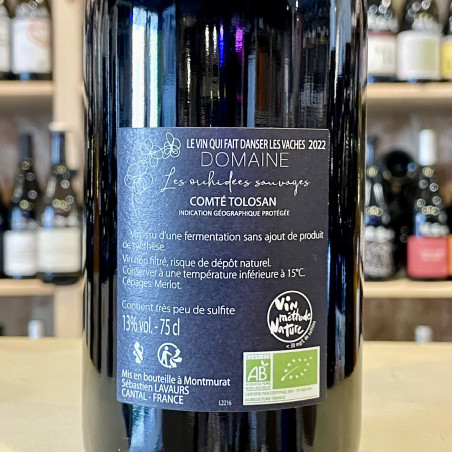 LE VIN QUI FAIT DANSER LES VACHES 2022
DOMAINE
Les orchidées sauvages
COMTÉ TOLOSAN
INDICATION GÉOGRAPHIQUE PROTÉGÉE
Vin issu d'une fermentation sans ajout de produit
de synthèse.
Vin non filtré, risque de dépôt naturel.
Conserver à une température inférieure à 15°C.
Cépages: Merlot.
Contient très peu de sulfite
13% vol. - 75 cl
Vin
méthode
Nature
AB
Mis en bouteille à Montmurat
Sébastien LAVAURS
CANTAL - FRANCE
L2216
AGRICULTURE FRANCE